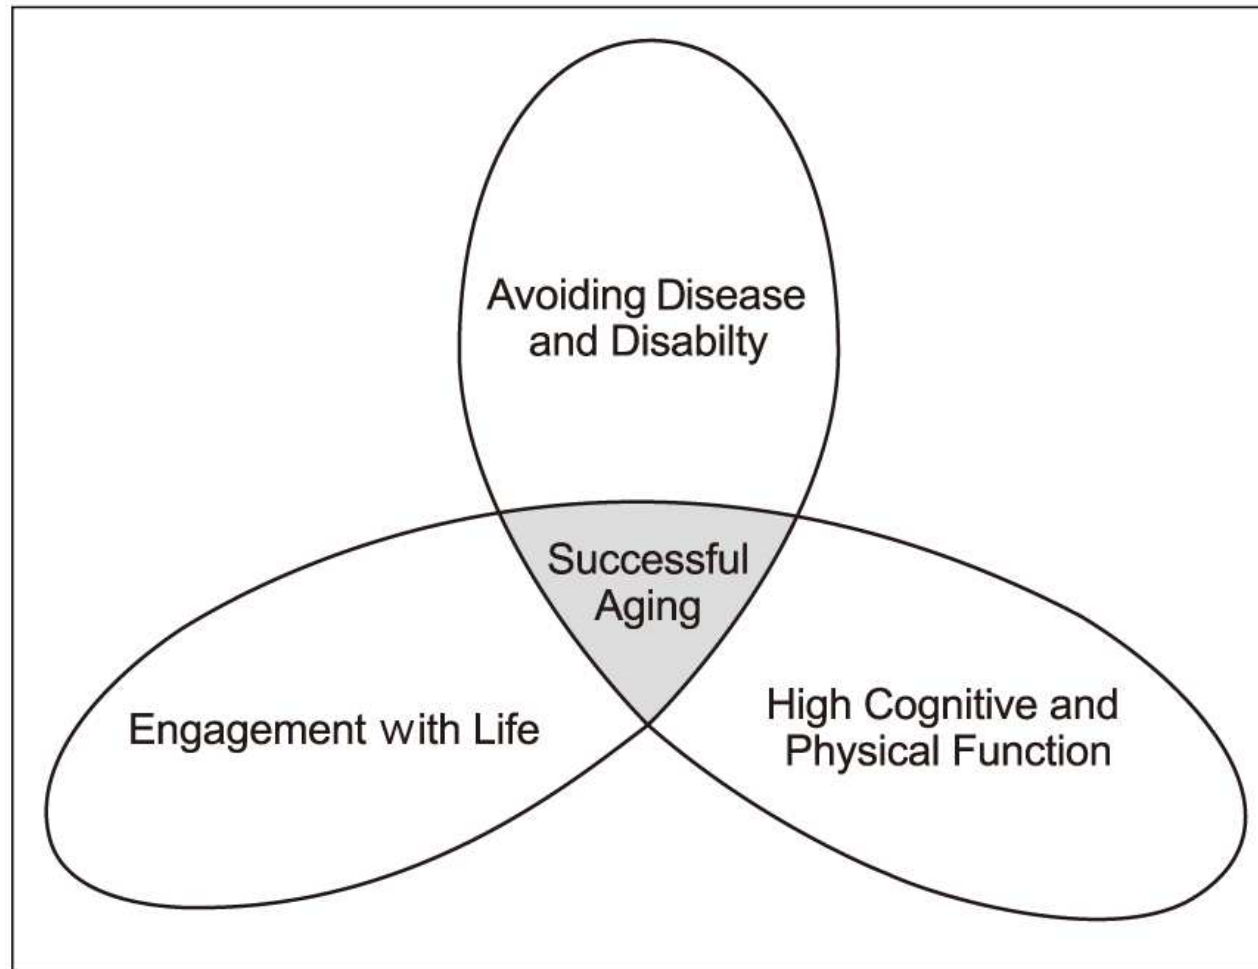 Avoiding Disease
and Disabilty
Successful
Aging
Engagement with Life
High Cognitive and
Physical Function